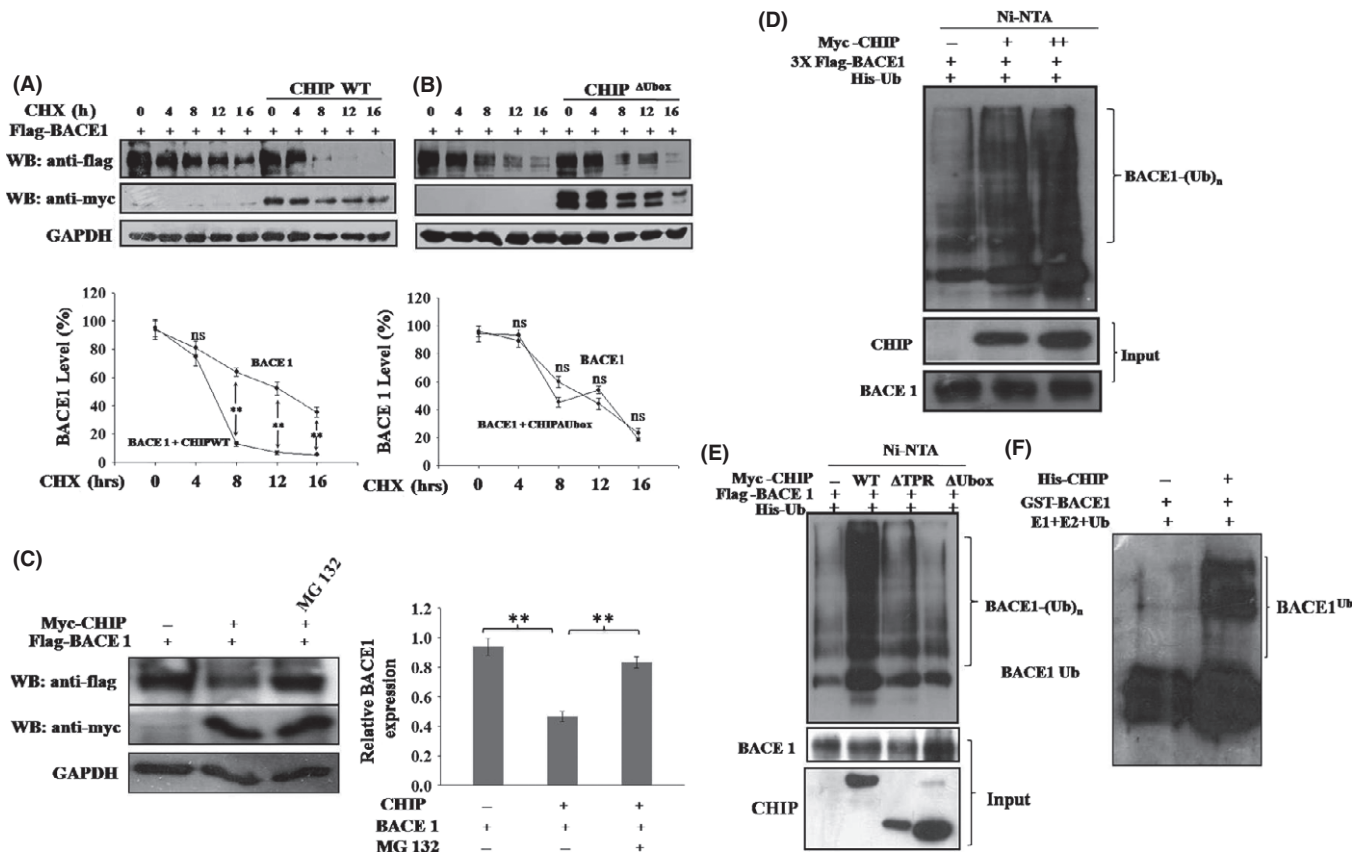 (A)
CHIP WT
CHX (h) 0 4 8 12 16 0 4 8 12 16
Flag-BACE1 + + + + + + + + + +
WB: anti-flag
WB: anti-myc
GAPDH
BACE1 Level (%)
120
100
80
60
40
20
0
ns
BACE 1
**
**
**
BACE 1 + CHIPWT
CHX (hrs) 0 4 8 12 16
(B)
CHIP ΔUbox
0 4 8 12 16 0 4 8 12 16
+ + + + + + + + + +
BACE 1 Level (%)
120
100
80
60
40
20
0
ns
ns
ns
ns
BACE1
BACE1 + CHIPΔUbox
CHX (hrs) 0 4 8 12 16
(C)
MG 132
Myc-CHIP – + +
Flag-BACE 1 + + +
WB: anti-flag
WB: anti-myc
GAPDH
Relative BACE1 expression
1.2
1.0
0.8
0.6
0.4
0.2
0.0
**
**
CHIP – + +
BACE 1 + + +
MG 132 +
(D)
Ni-NTA
Myc -CHIP – + ++
3X Flag-BACE1 + + +
His-Ub + + +
BACE1-(Ub)n
CHIP
BACE 1
Input
(E)
Ni-NTA
Myc -CHIP – WT ΔTPR ΔUbox
Flag-BACE 1 + + + +
His-Ub + + + +
BACE1-(Ub)n
BACE1 Ub
BACE 1
CHIP
Input
(F)
His-CHIP – +
GST-BACE1 + +
E1+E2+Ub + +
BACE1Ub